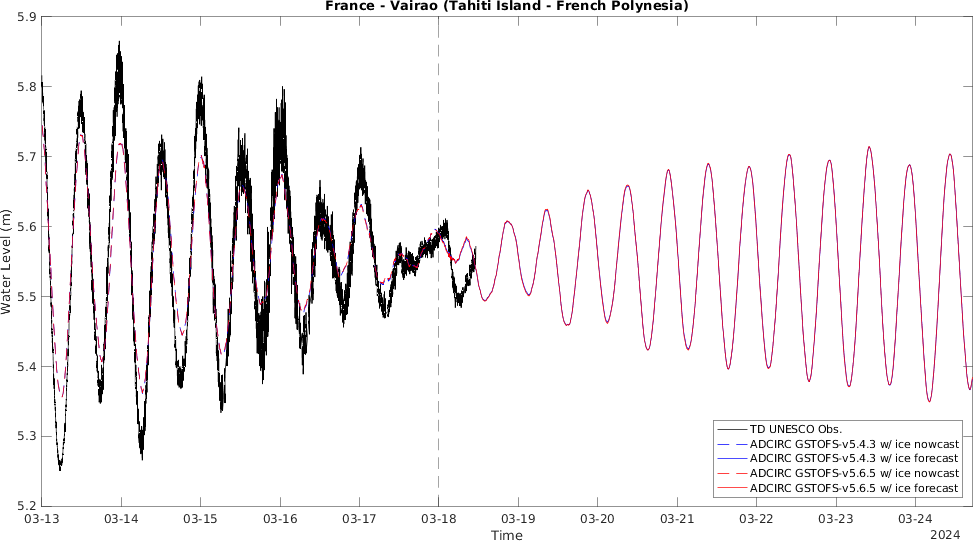 France - Vairao (Tahiti Island - French Polynesia)
5.9
5.8
5.7
5.6
5.5
5.4
5.3
5.2
Water Level (m)
TD UNESCO Obs.
ADCIRC GSTOFS-v5.4.3 w/ ice nowcast
ADCIRC GSTOFS-v5.4.3 w/ ice forecast
ADCIRC GSTOFS-v5.6.5 w/ ice nowcast
ADCIRC GSTOFS-v5.6.5 w/ ice forecast
03-13 03-14 03-15 03-16 03-17 03-18 03-19 03-20 03-21 03-22 03-23 03-24
Time
2024